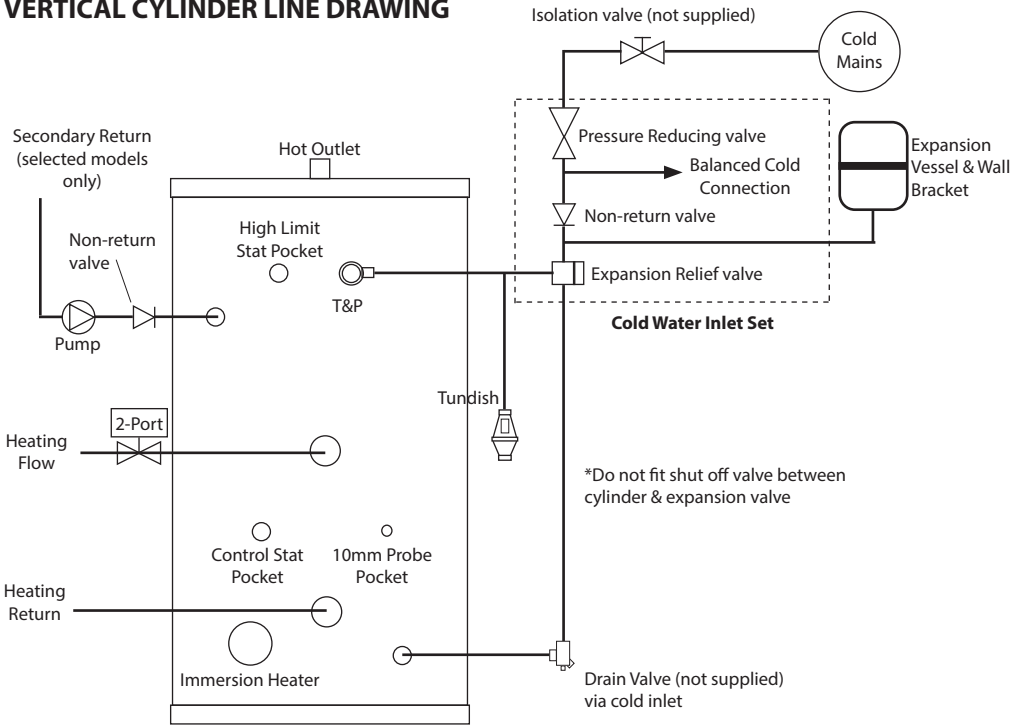 VERTICAL CYLINDER LINE DRAWING
Isolation valve (not supplied)
Cold
Mains
Pressure Reducing valve
Balanced Cold
Connection
Non-return valve
Expansion
Vessel & Wall
Bracket
Expansion Relief valve
Cold Water Inlet Set
Secondary Return
(selected models
only)
Hot Outlet
Non-return
valve
High Limit
Stat Pocket
T&P
Pump
Tundish
2-Port
Heating
Flow
*Do not fit shut off valve between
cylinder & expansion valve
Control Stat
Pocket
10mm Probe
Pocket
Heating
Return
Immersion Heater
Drain Valve (not supplied)
via cold inlet